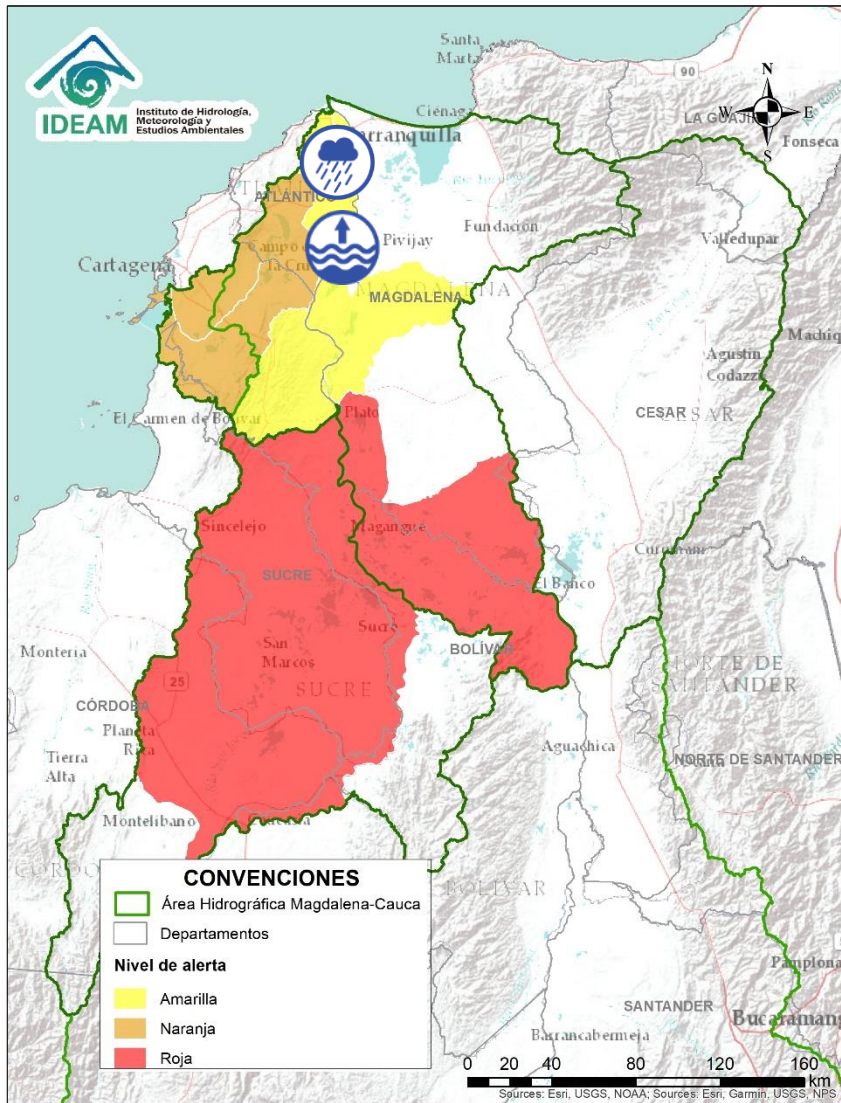 IDEAM
Instituto de Hidrología,
Meteorología y
Estudios Ambientales
Santa
Marta
90
N
W
E
S
Ciénaga
LA GUAJI
Fonseca
arranquilla
ATLÁNTICO
Pivijay
Fundación
Valledupar
Cartagena
Campo de
la Cruz
MAGDALENA
Agustín
Codazzi
El Carmen de Bolívar
Plato
CESAR
CESAR
Sincelejo
Magangué
SUCRE
El Banco
Sucre
Montería
San
Marcos
BOLÍVAR
25
SUCRE
NORTE DE
SANTANDER
CÓRDOBA
Planeta
Rica
Aguachica
Tierra
Alta
NORTE DE SANTANDER
Montelíbano
BOLÍVAR
CONVENCIONES
Área Hidrográfica Magdalena-Cauca
Departamentos
Nivel de alerta
Amarilla
Naranja
Roja
Pamplona
SANTANDER
Bucaramang
Barrancabermeja
0 20 40 80 120 160
km
Sources: Esri, USGS, NOAA; Sources: Esri, Garmin, USGS, NPS